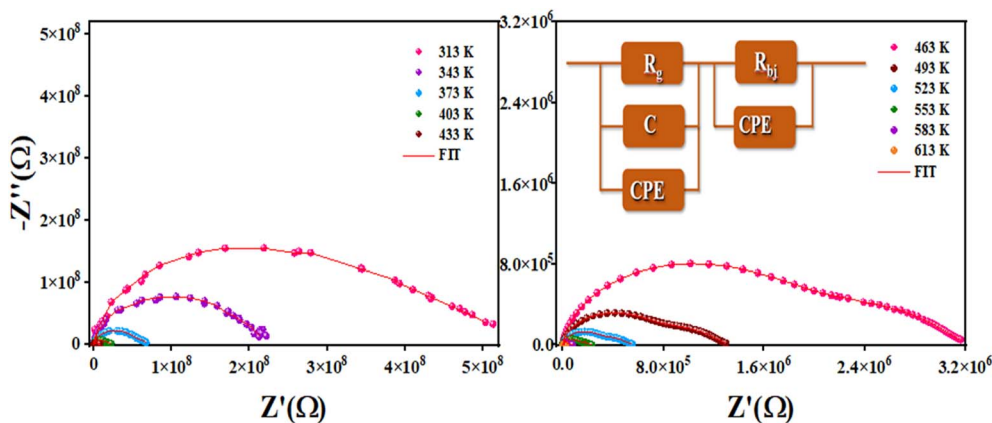 -Z''(Ω)
5×10⁸
4×10⁸
3×10⁸
2×10⁸
1×10⁸
0
0
1×10⁸
2×10⁸
3×10⁸
4×10⁸
5×10⁸
Z'(Ω)
313 K
343 K
373 K
403 K
433 K
FIT
3.2×10⁶
2.4×10⁶
1.6×10⁶
8.0×10⁵
0.0
0.0
8.0×10⁵
1.6×10⁶
2.4×10⁶
3.2×10⁶
Z'(Ω)
R_g
C
CPE
R_bj
CPE
463 K
493 K
523 K
553 K
583 K
613 K
FIT